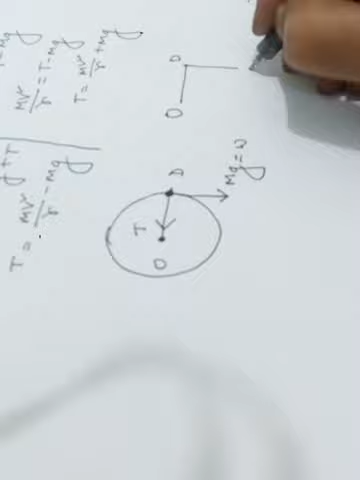 mv²/r = T - mg
T = mv²/r + mg
T = mv²/r - mg
D
O
D
Mg = W
T
O